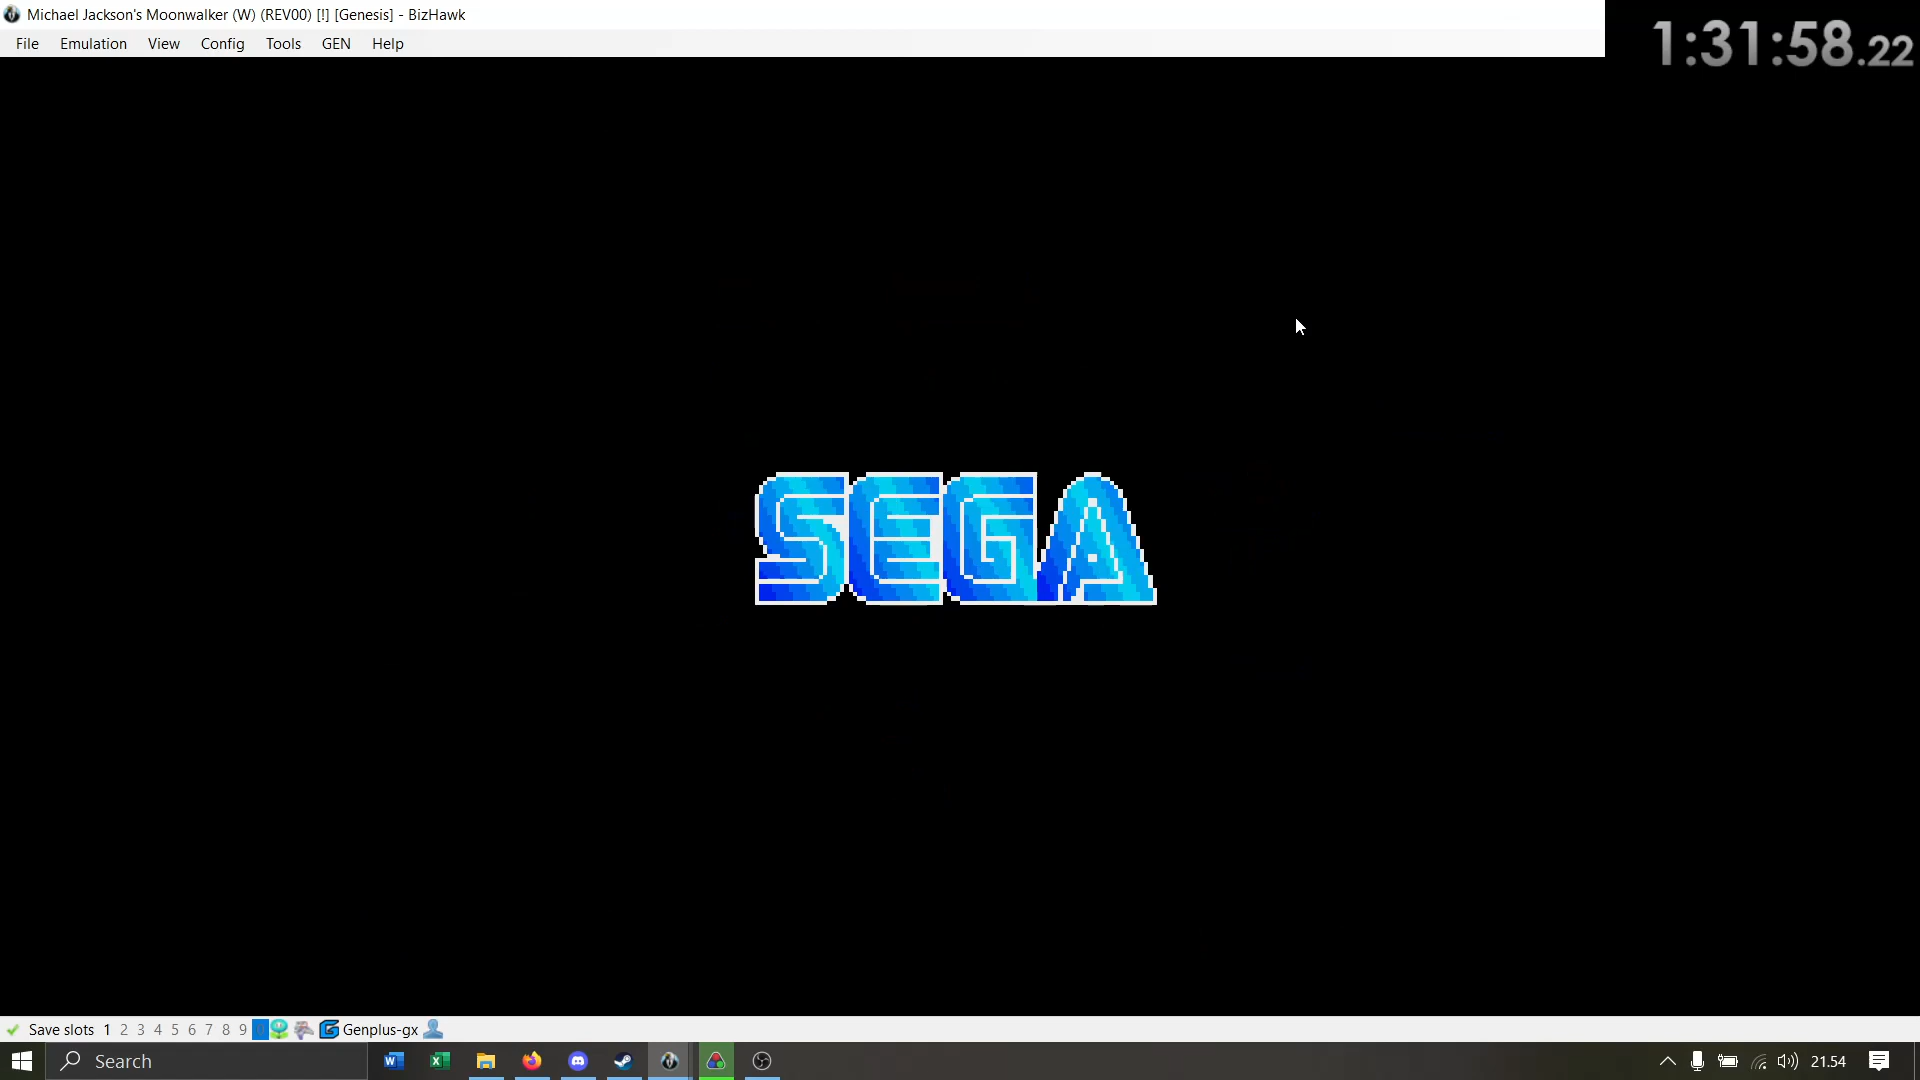 Michael Jackson's Moonwalker (W) (REV00) [!] [Genesis] - BizHawk
1:31:58.22
File Emulation View Config Tools GEN Help
SEGA
Save slots 1 2 3 4 5 6 7 8 9 0 Genplus-gx
Search 21.54